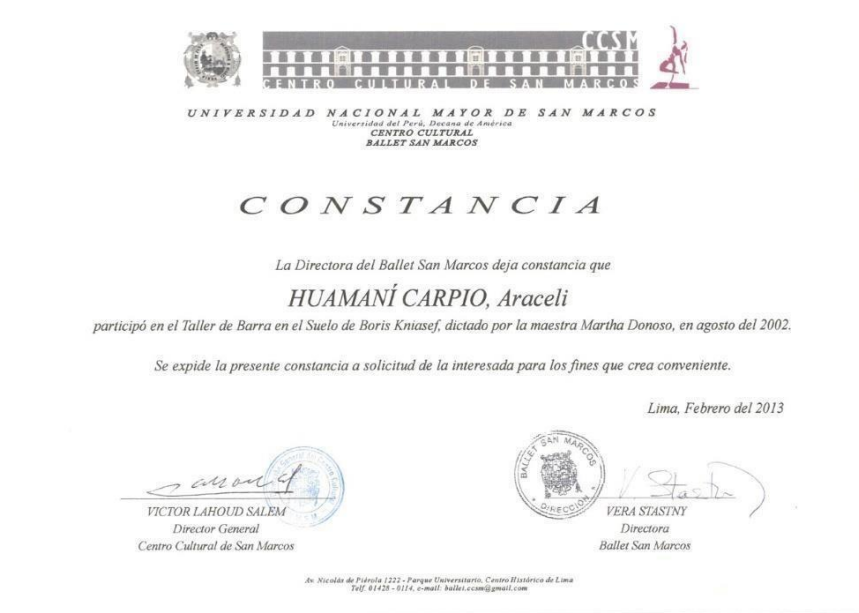 CCSM
CENTRO CULTURAL DE SAN MARCOS
UNIVERSIDAD NACIONAL MAYOR DE SAN MARCOS
Universidad del Perú, Decana de América
CENTRO CULTURAL
BALLET SAN MARCOS
CONSTANCIA
La Directora del Ballet San Marcos deja constancia que
HUAMANÍ CARPIO, Araceli
participó en el Taller de Barra en el Suelo de Boris Kniasef, dictado por la maestra Martha Donoso, en agosto del 2002.
Se expide la presente constancia a solicitud de la interesada para los fines que crea conveniente.
Lima, Febrero del 2013
BALLET SAN MARCOS
DIRECCIÓN
V. Stastny
VICTOR LAHOUD SALEM
Director General
Centro Cultural de San Marcos
VERA STASTNY
Directora
Ballet San Marcos
Av. Nicolás de Piérola 1222 - Parque Universitario, Centro Histórico de Lima
Telf. 01428 - 0114, e-mail: ballet.ccsm@gmail.com